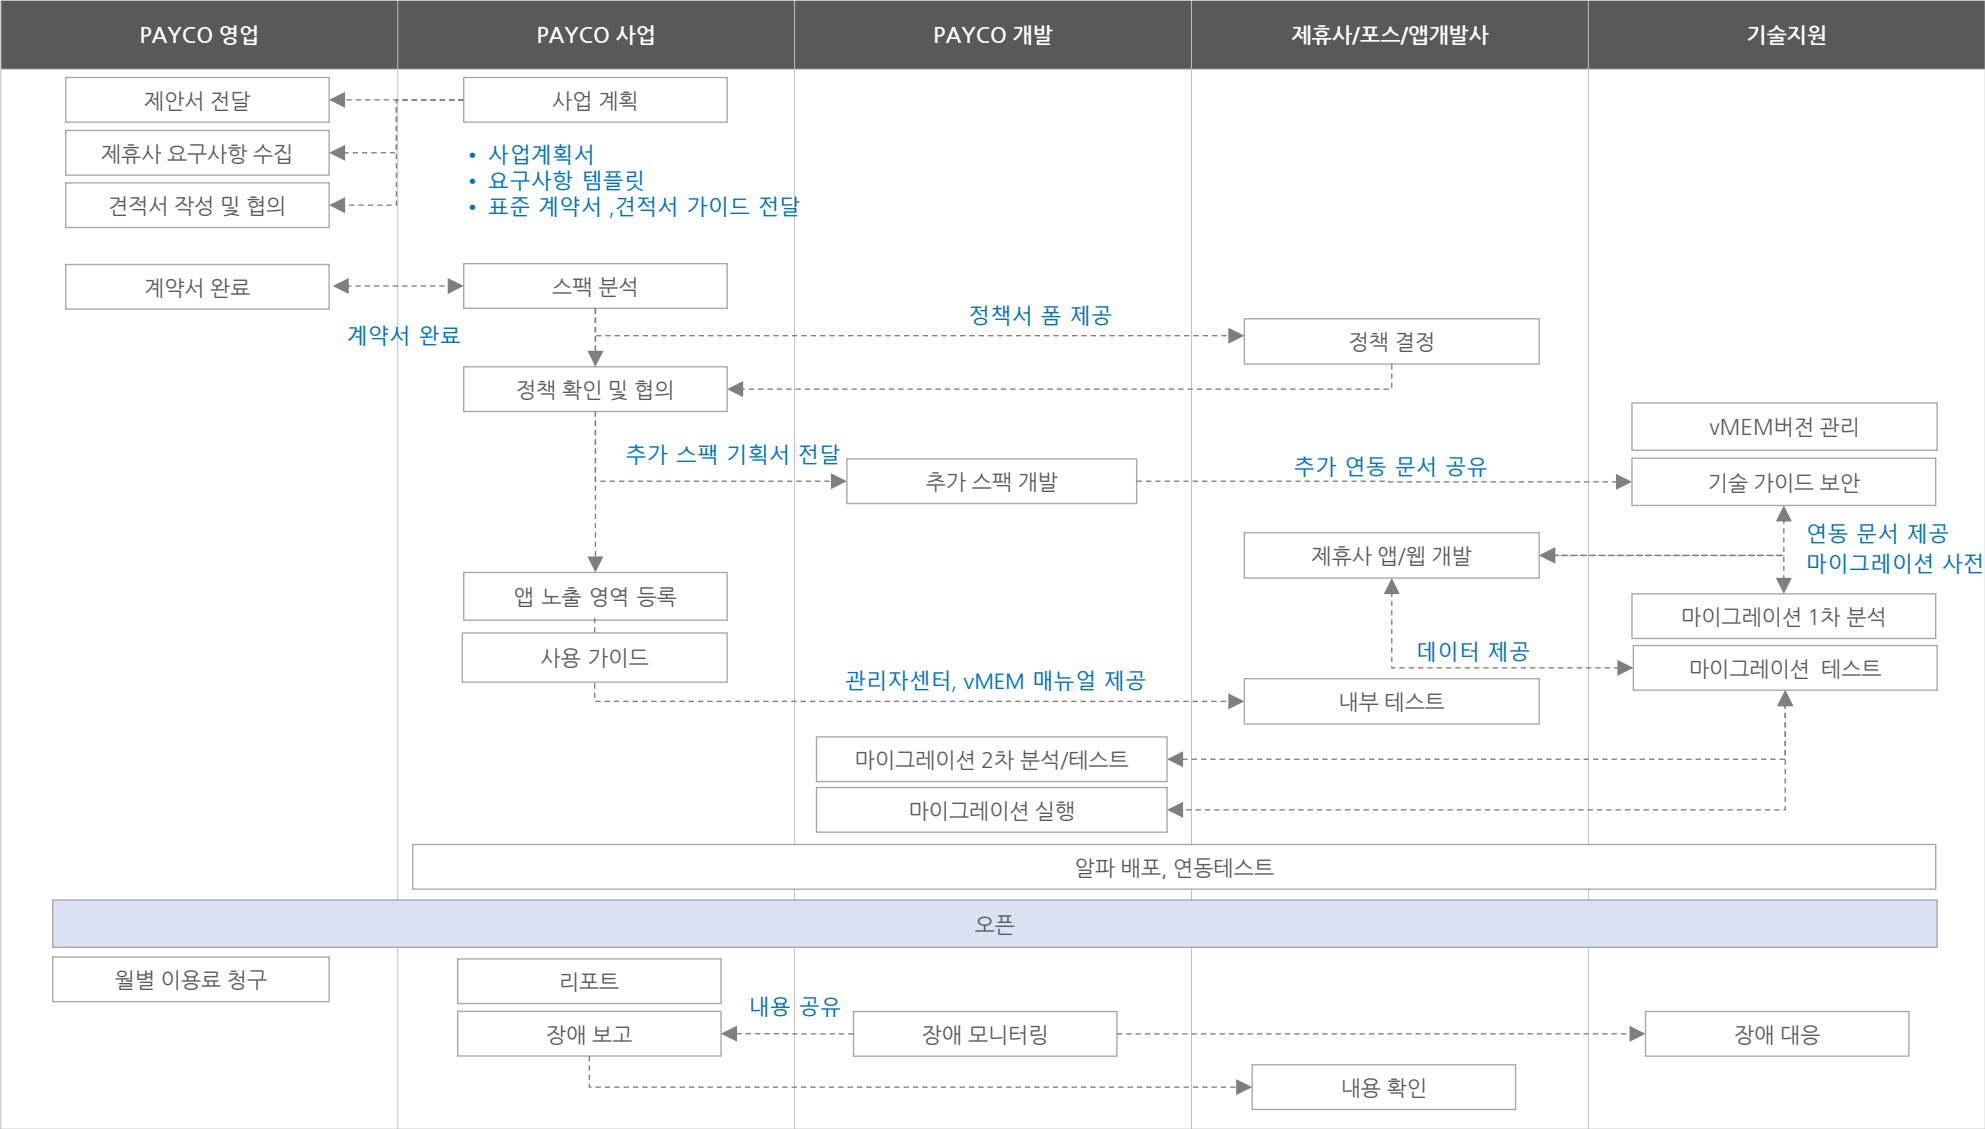 PAYCO 영업
PAYCO 사업
PAYCO 개발
제휴사/포스/앱개발사
기술지원
제안서 전달
사업 계획
제휴사 요구사항 수집
• 사업계획서
• 요구사항 템플릿
견적서 작성 및 협의
• 표준 계약서 ,견적서 가이드 전달
계약서 완료
스팩 분석
계약서 완료
정책서 폼 제공
정책 결정
정책 확인 및 협의
vMEM버전 관리
추가 스팩 기획서 전달
추가 스팩 개발
추가 연동 문서 공유
기술 가이드 보안
제휴사 앱/웹 개발
연동 문서 제공
마이그레이션 사전
앱 노출 영역 등록
마이그레이션 1차 분석
사용 가이드
데이터 제공
마이그레이션 테스트
관리자센터, vMEM 매뉴얼 제공
내부 테스트
마이그레이션 2차 분석/테스트
마이그레이션 실행
알파 배포, 연동테스트
오픈
월별 이용료 청구
리포트
내용 공유
장애 보고
장애 모니터링
장애 대응
내용 확인